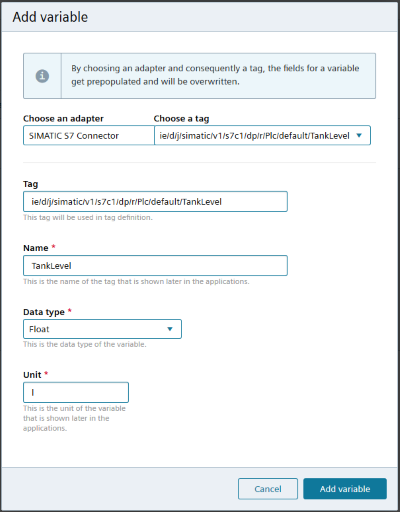 Add variable
By choosing an adapter and consequently a tag, the fields for a variable
get prepopulated and will be overwritten.
Choose an adapter Choose a tag
SIMATIC S7 Connector ie/d/j/simatic/v1/s7c1/dp/r/Plc/default/TankLevel
Tag
ie/d/j/simatic/v1/s7c1/dp/r/Plc/default/TankLevel
This tag will be used in tag definition.
Name *
TankLevel
This is the name of the tag that is shown later in the applications.
Data type *
Float
This is the data type of the variable.
Unit *
l
This is the unit of the variable
that is shown later in the
applications.
Cancel Add variable